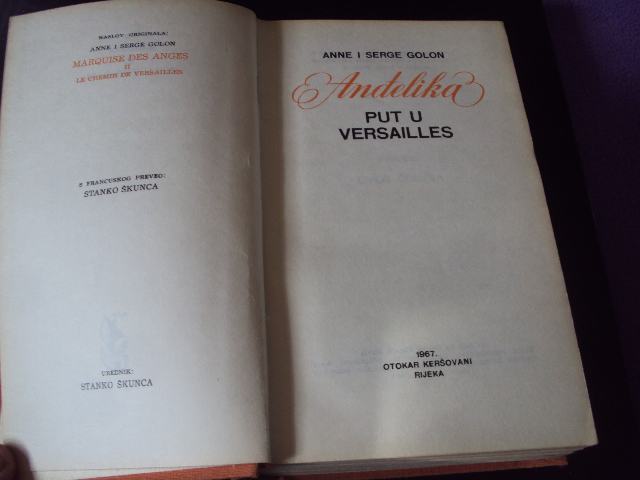 NASLOV ORIGINALA:
ANNE I SERGE GOLON
MARQUISE DES ANGES
II
LE CHEMIN DE VERSAILLES
S FRANCUSKOG PREVEO:
STANKO ŠKUNCA
UREDNIK:
STANKO ŠKUNCA
ANNE I SERGE GOLON
Anđelika
PUT U
VERSAILLES
1967.
OTOKAR KERŠOVANI
RIJEKA